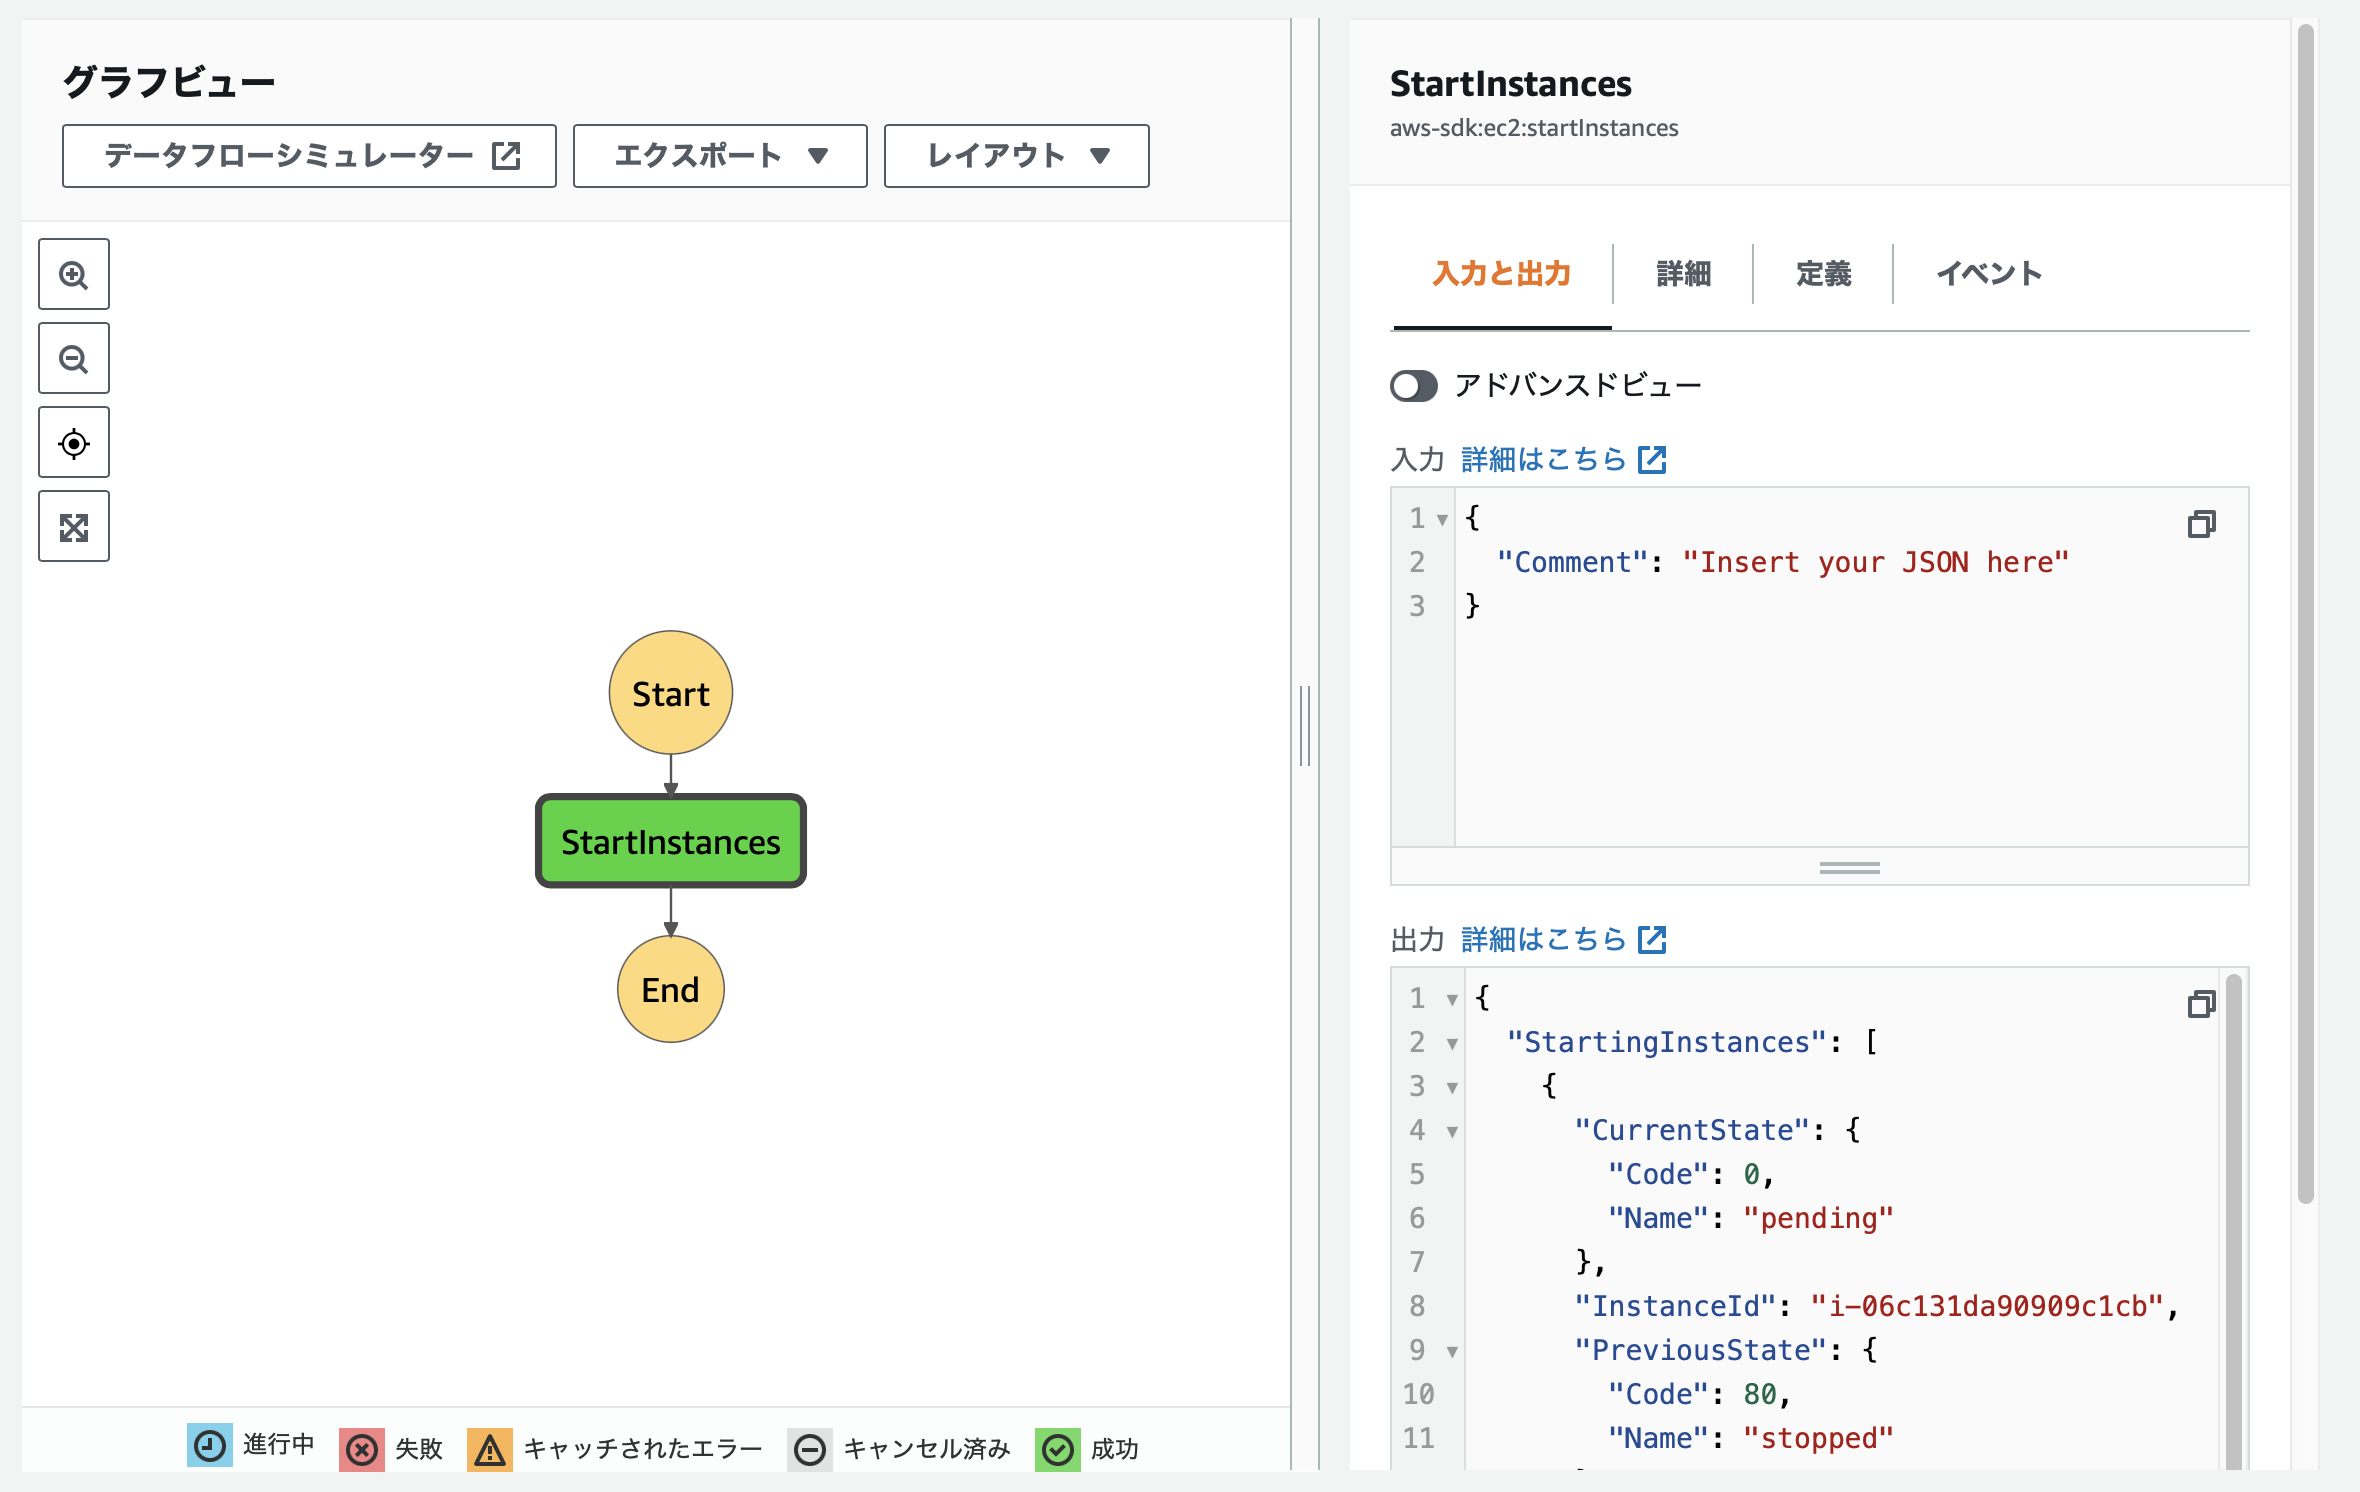 グラフビュー
データフローシミュレーター
エクスポート ▼
レイアウト ▼
Start
StartInstances
End
進行中
失敗
キャッチされたエラー
キャンセル済み
成功
StartInstances
aws-sdk:ec2:startInstances
入力と出力
詳細
定義
イベント
アドバンスドビュー
入力 詳細はこちら
1 {
2 "Comment": "Insert your JSON here"
3 }
出力 詳細はこちら
1 {
2 "StartingInstances": [
3 {
4 "CurrentState": {
5 "Code": 0,
6 "Name": "pending"
7 },
8 "InstanceId": "i-06c131da90909c1cb",
9 "PreviousState": {
10 "Code": 80,
11 "Name": "stopped"